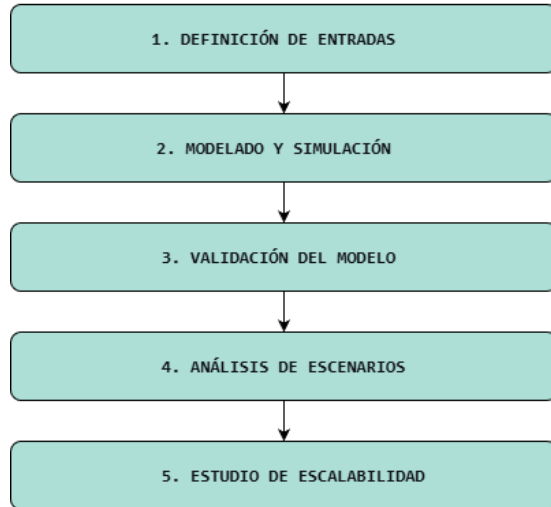 1. DEFINICIÓN DE ENTRADAS
2. MODELADO Y SIMULACIÓN
3. VALIDACIÓN DEL MODELO
4. ANÁLISIS DE ESCENARIOS
5. ESTUDIO DE ESCALABILIDAD